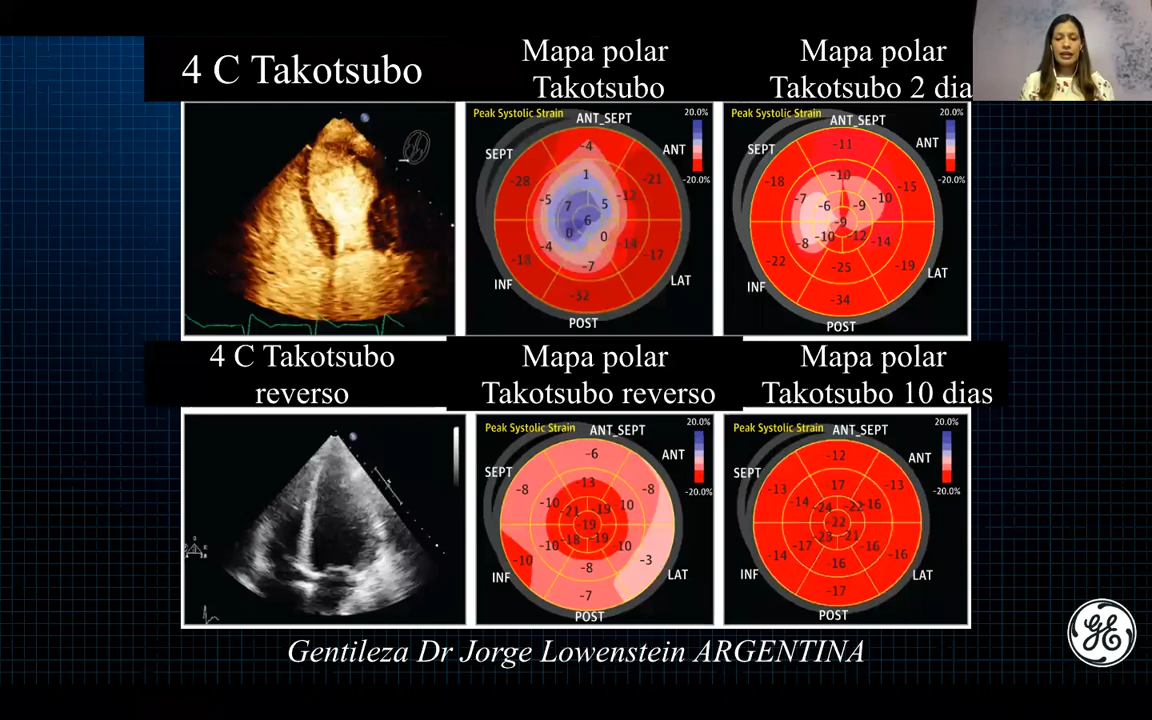 4 C Takotsubo
Mapa polar
Takotsubo
Mapa polar
Takotsubo 2 dia
Peak Systolic Strain
ANT_SEPT
20.0%
SEPT
ANT
-20.0%
-4
-28
-21
1
-5
-12
7
5
6
0
0
-4
-14
-18
-17
-7
INF
LAT
-32
POST
Peak Systolic Strain
ANT_SEPT
20.0%
SEPT
ANT
-20.0%
-11
-10
-18
-15
-7
-6
-9
-10
-9
-10
-12
-8
-14
-22
-19
-25
INF
LAT
-34
POST
4 C Takotsubo
reverso
Mapa polar
Takotsubo reverso
Mapa polar
Takotsubo 10 dias
Peak Systolic Strain
ANT_SEPT
20.0%
SEPT
ANT
-20.0%
-6
-13
-8
-8
-10
10
-21
19
-19
-18
-19
-10
10
-10
-3
-8
INF
LAT
-7
POST
Peak Systolic Strain
ANT_SEPT
20.0%
SEPT
ANT
-20.0%
-12
-17
-13
-13
-14
-24
-22
-16
-22
-23
-21
-17
-16
-14
-16
-16
INF
LAT
-17
POST
Gentileza Dr Jorge Lowenstein ARGENTINA
GE